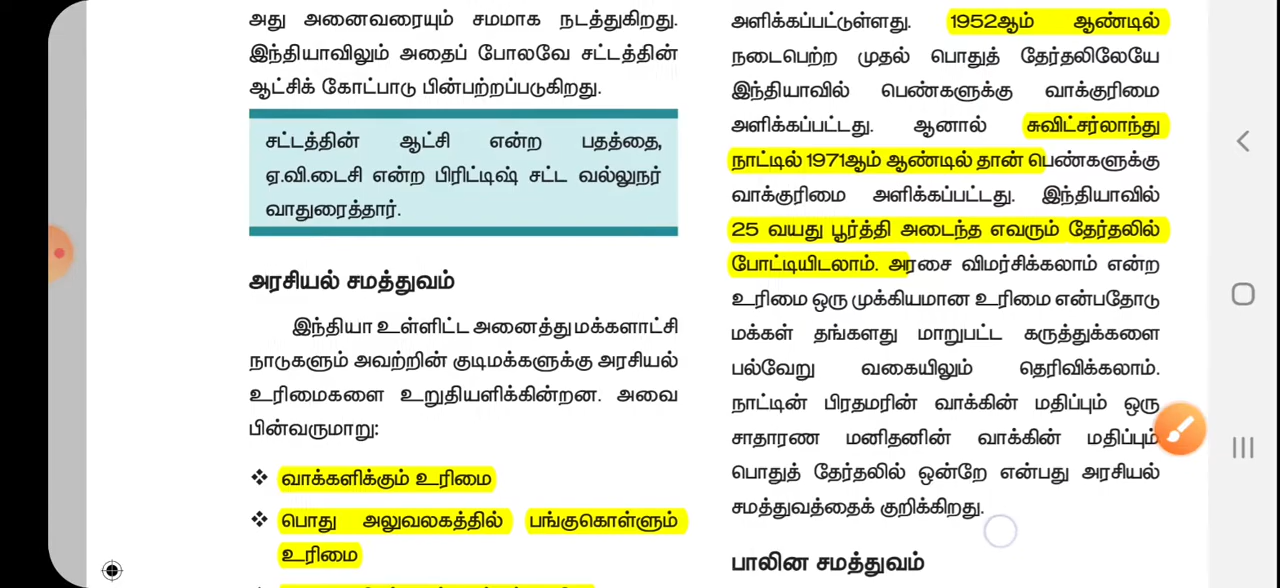 அது அனைவரையும் சமமாக நடத்துகிறது.
இந்தியாவிலும் அதைப் போலவே சட்டத்தின்
ஆட்சிக் கோட்பாடு பின்பற்றப்படுகிறது.
சட்டத்தின் ஆட்சி என்ற பதத்தை,
ஏ.வி.டைசி என்ற பிரிட்டிஷ் சட்ட வல்லுநர்
வாதுரைத்தார்.
அரசியல் சமத்துவம்
இந்தியா உள்ளிட்ட அனைத்து மக்களாட்சி
நாடுகளும் அவற்றின் குடிமக்களுக்கு அரசியல்
உரிமைகளை உறுதியளிக்கின்றன. அவை
பின்வருமாறு:
❖ வாக்களிக்கும் உரிமை
❖ பொது அலுவலகத்தில் பங்குகொள்ளும்
உரிமை
அளிக்கப்பட்டுள்ளது. 1952ஆம் ஆண்டில்
நடைபெற்ற முதல் பொதுத் தேர்தலிலேயே
இந்தியாவில் பெண்களுக்கு வாக்குரிமை
அளிக்கப்பட்டது. ஆனால் சுவிட்சர்லாந்து
நாட்டில் 1971ஆம் ஆண்டில் தான் பெண்களுக்கு
வாக்குரிமை அளிக்கப்பட்டது. இந்தியாவில்
25 வயது பூர்த்தி அடைந்த எவரும் தேர்தலில்
போட்டியிடலாம். அரசை விமர்சிக்கலாம் என்ற
உரிமை ஒரு முக்கியமான உரிமை என்பதோடு
மக்கள் தங்களது மாறுபட்ட கருத்துக்களை
பல்வேறு வகையிலும் தெரிவிக்கலாம்.
நாட்டின் பிரதமரின் வாக்கின் மதிப்பும் ஒரு
சாதாரண மனிதனின் வாக்கின் மதிப்பும்
பொதுத் தேர்தலில் ஒன்றே என்பது அரசியல்
சமத்துவத்தைக் குறிக்கிறது.
பாலின சமத்துவம்